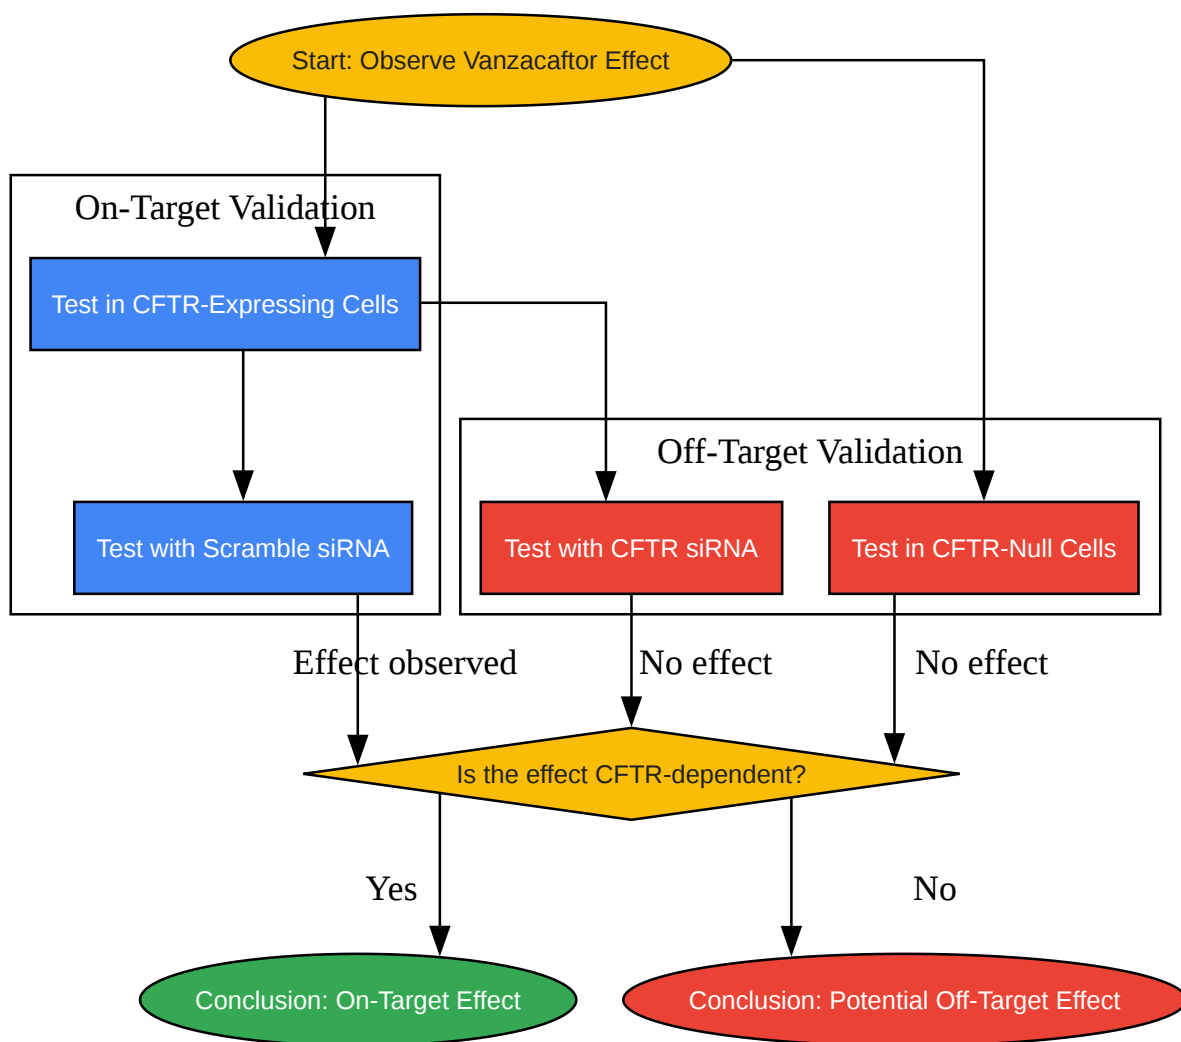 Start: Observe Vanzacaftor Effect
On-Target Validation
Test in CFTR-Expressing Cells
Off-Target Validation
Test with Scramble siRNA
Test with CFTR siRNA
Test in CFTR-Null Cells
Effect observed
No effect
No effect
Is the effect CFTR-dependent?
Yes
No
Conclusion: On-Target Effect
Conclusion: Potential Off-Target Effect